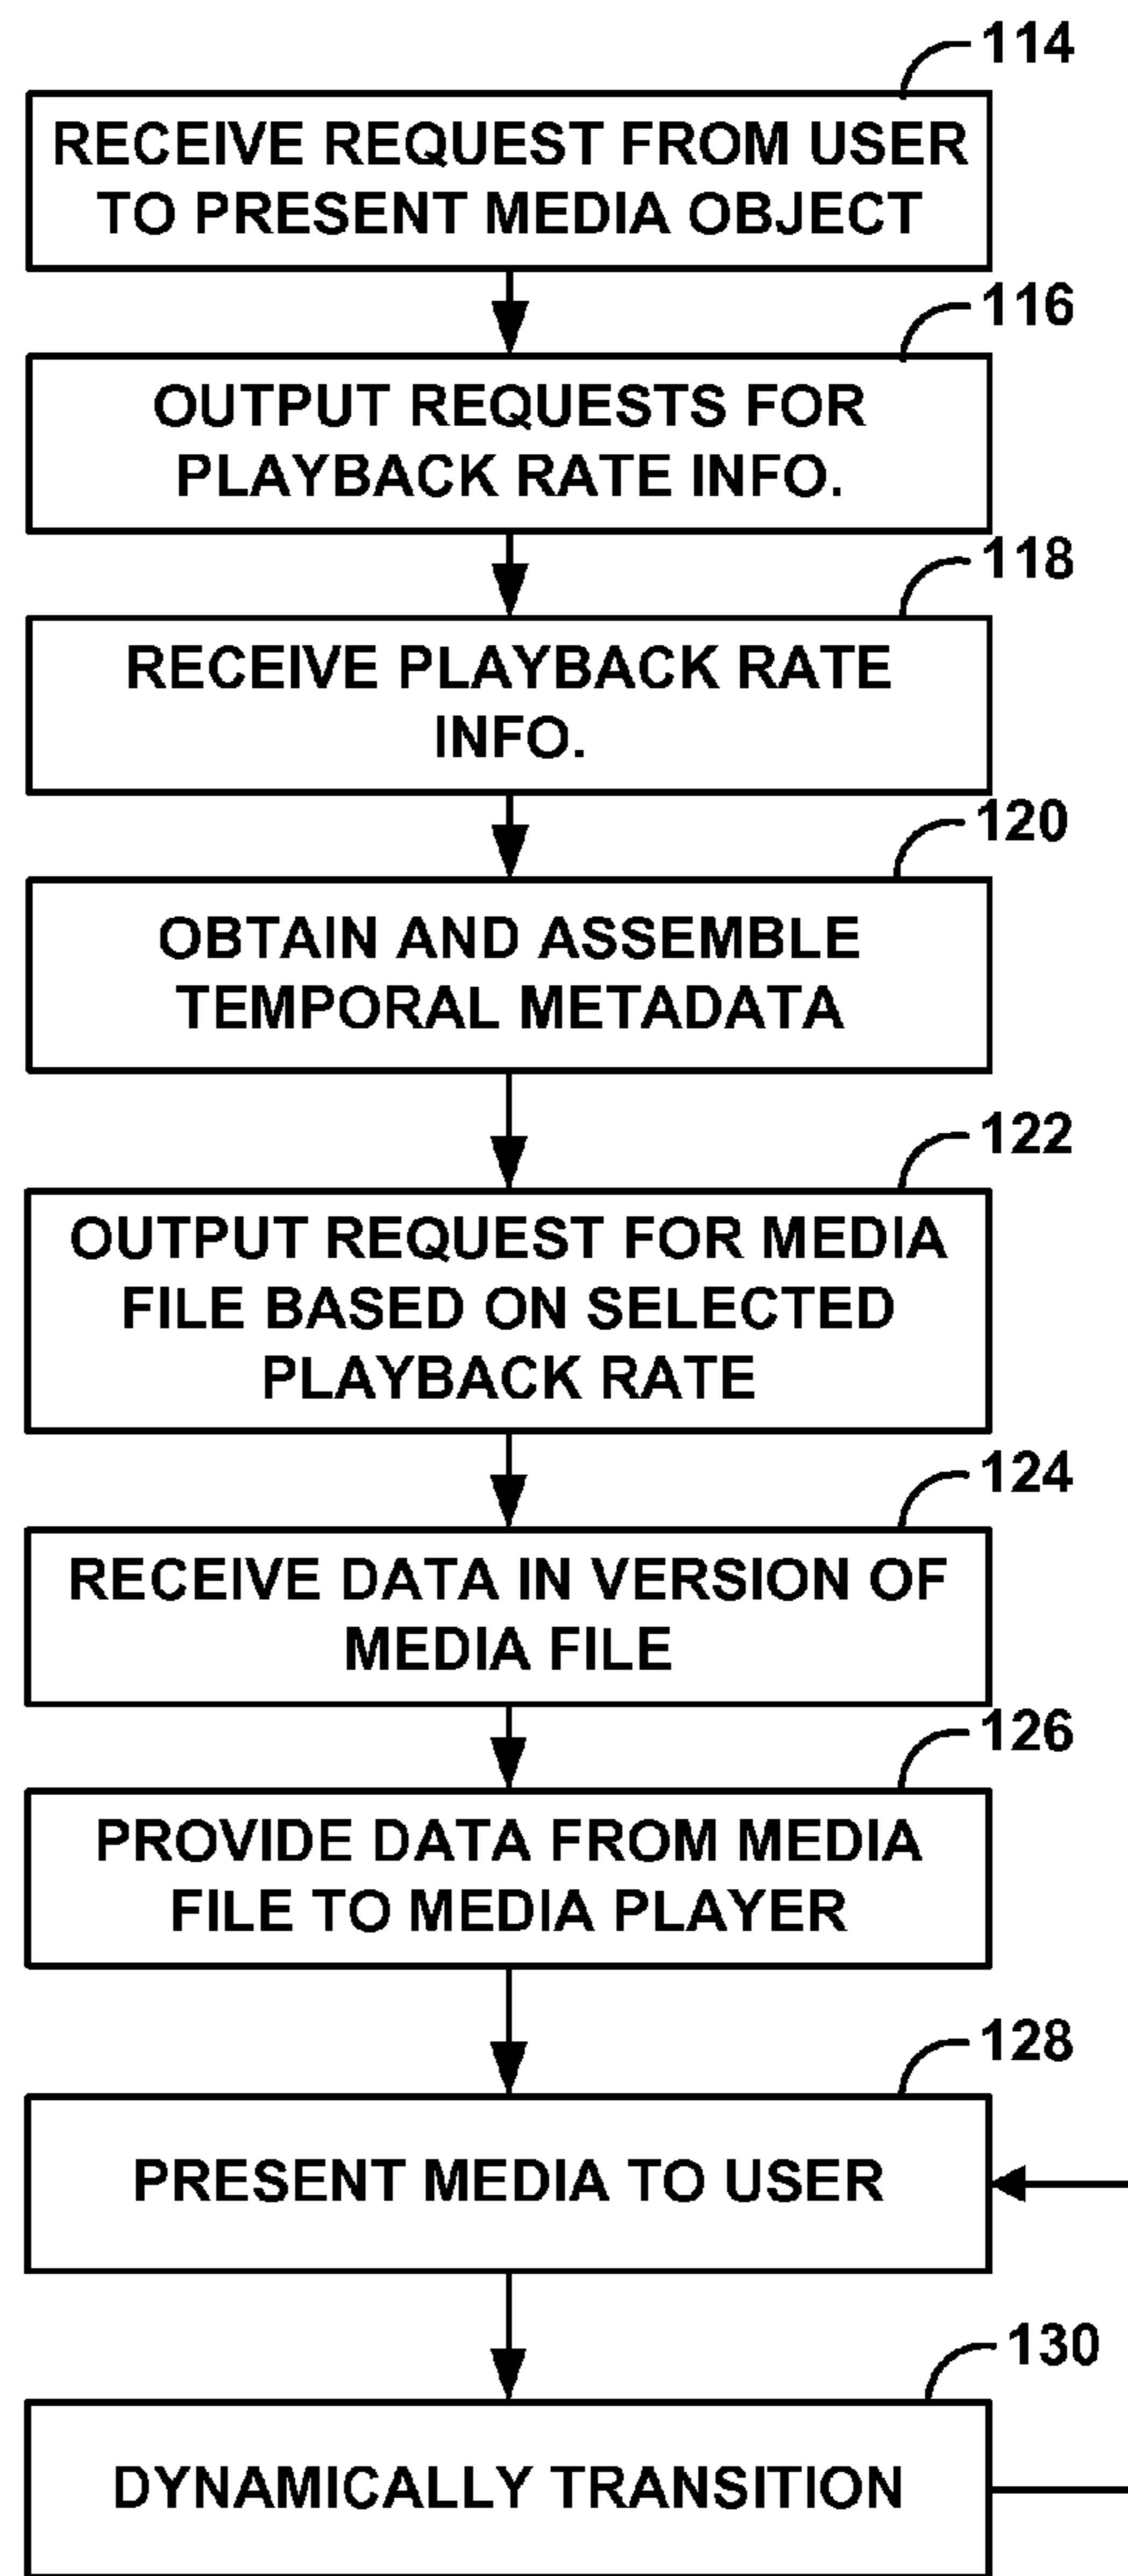 114
RECEIVE REQUEST FROM USER
TO PRESENT MEDIA OBJECT
116
OUTPUT REQUESTS FOR
PLAYBACK RATE INFO.
118
RECEIVE PLAYBACK RATE
INFO.
120
OBTAIN AND ASSEMBLE
TEMPORAL METADATA
122
OUTPUT REQUEST FOR MEDIA
FILE BASED ON SELECTED
PLAYBACK RATE
124
RECEIVE DATA IN VERSION OF
MEDIA FILE
126
PROVIDE DATA FROM MEDIA
FILE TO MEDIA PLAYER
128
PRESENT MEDIA TO USER
130
DYNAMICALLY TRANSITION